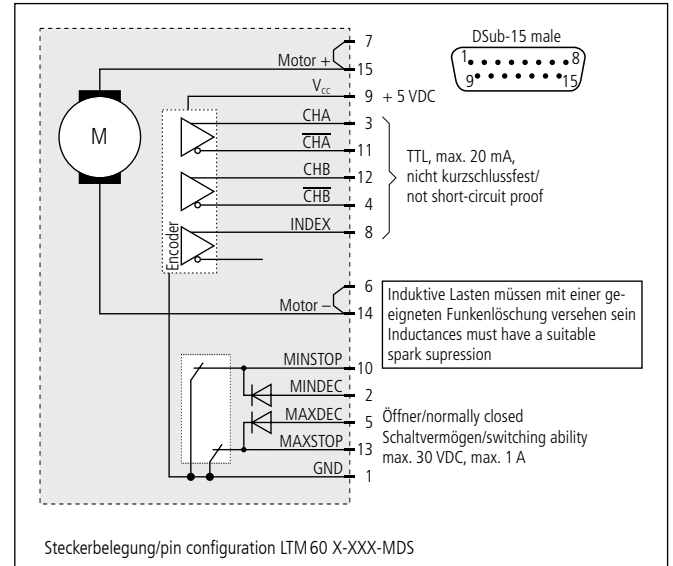 7
Motor +
15
DSub-15 male
1 8
9 15
Vcc
9 + 5 VDC
CHA
3
CHA
11
CHB
12
CHB
4
INDEX
8
TTL, max. 20 mA,
nicht kurzschlussfest/
not short-circuit proof
M
Encoder
6
Motor –
14
Induktive Lasten müssen mit einer ge-
eigneten Funkenlöschung versehen sein
Inductances must have a suitable
spark supression
MINSTOP
10
MINDEC
2
MAXDEC
5
MAXSTOP
13
GND
1
Öffner/normally closed
Schaltvermögen/switching ability
max. 30 VDC, max. 1 A
Steckerbelegung/pin configuration LTM 60 X-XXX-MDS